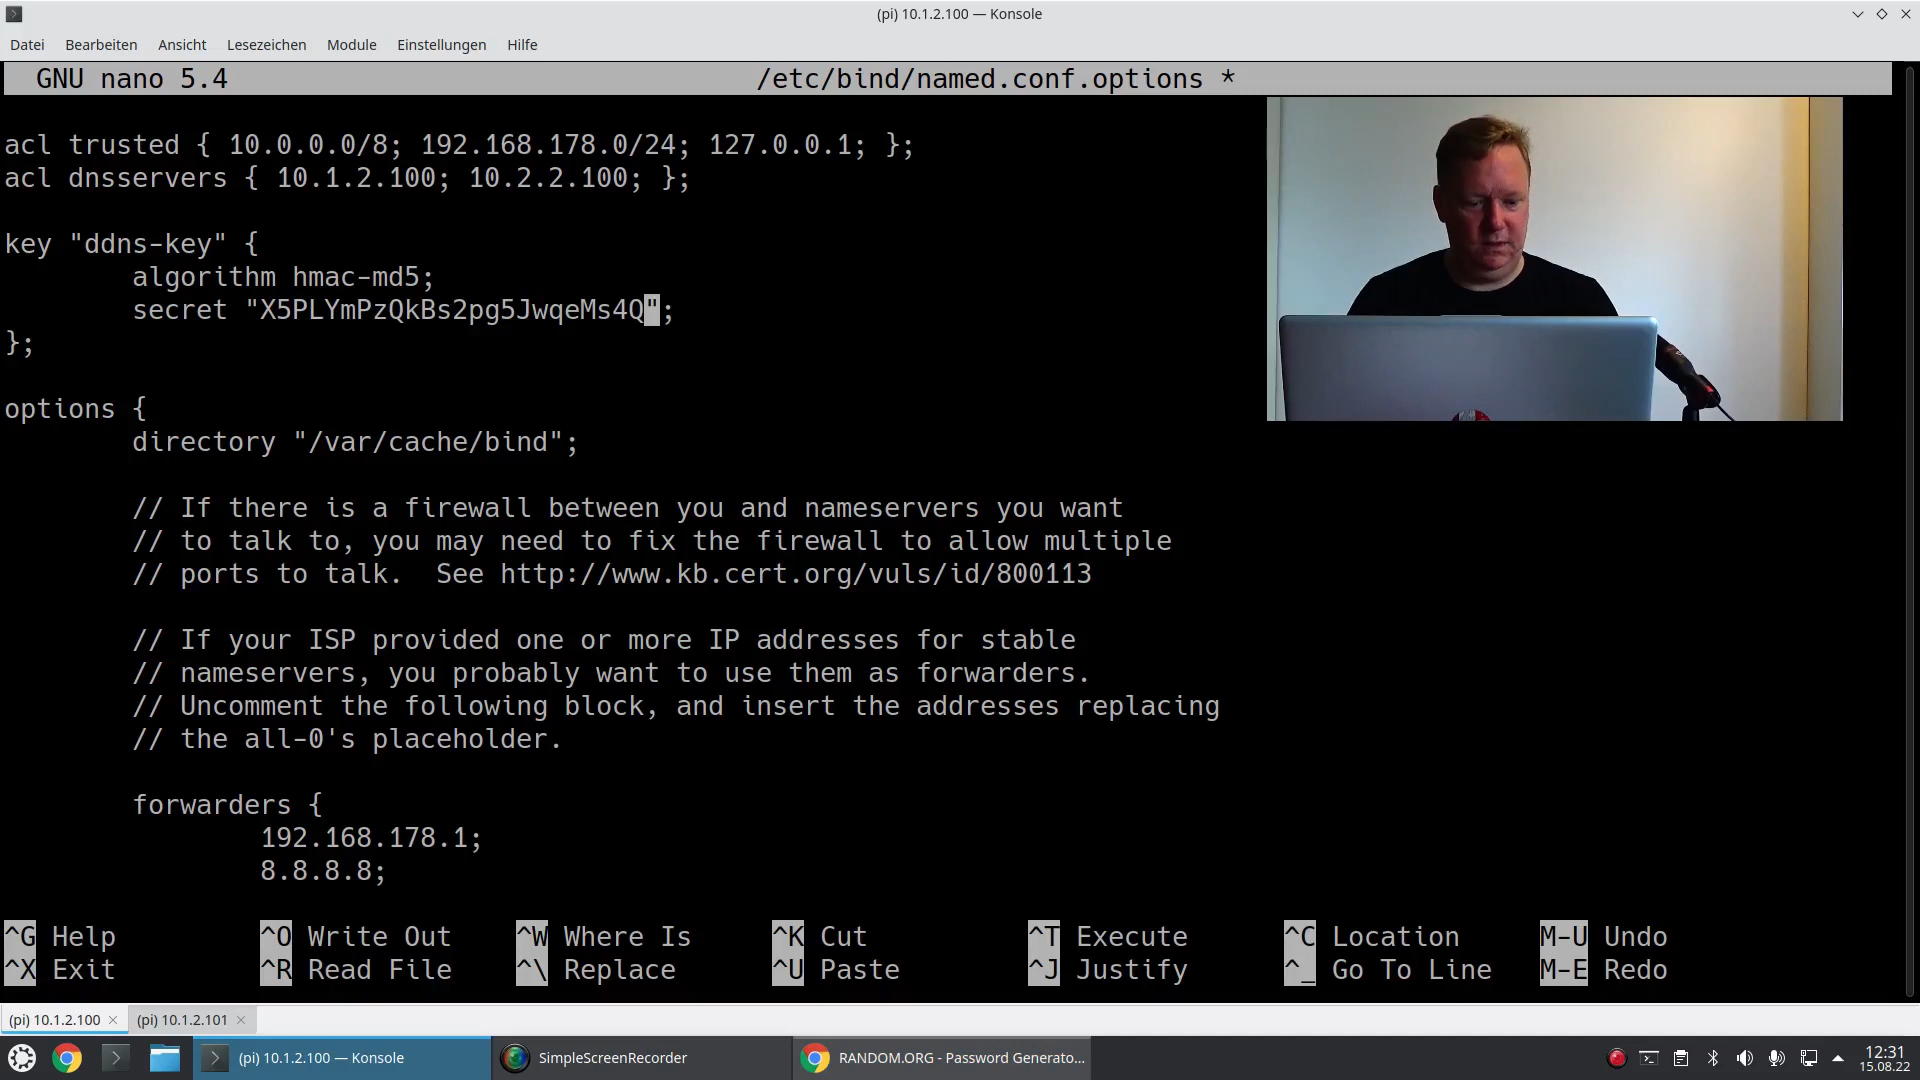 (pi) 10.1.2.100 — Konsole
Datei Bearbeiten Ansicht Lesezeichen Module Einstellungen Hilfe
GNU nano 5.4 /etc/bind/named.conf.options *
acl trusted { 10.0.0.0/8; 192.168.178.0/24; 127.0.0.1; };
acl dnsservers { 10.1.2.100; 10.2.2.100; };
key "ddns-key" {
algorithm hmac-md5;
secret "X5PLYmPzQkBs2pg5JwqeMs4Q";
};
options {
directory "/var/cache/bind";
// If there is a firewall between you and nameservers you want
// to talk to, you may need to fix the firewall to allow multiple
// ports to talk.  See http://www.kb.cert.org/vuls/id/800113
// If your ISP provided one or more IP addresses for stable
// nameservers, you probably want to use them as forwarders.
// Uncomment the following block, and insert the addresses replacing
// the all-0's placeholder.
forwarders {
192.168.178.1;
8.8.8.8;
^G Help ^O Write Out ^W Where Is ^K Cut ^T Execute ^C Location M-U Undo
^X Exit ^R Read File ^\ Replace ^U Paste ^J Justify ^_ Go To Line M-E Redo
(pi) 10.1.2.100 (pi) 10.1.2.101
(pi) 10.1.2.100 — Konsole SimpleScreenRecorder RANDOM.ORG - Password Generato... 12:31
15.08.22